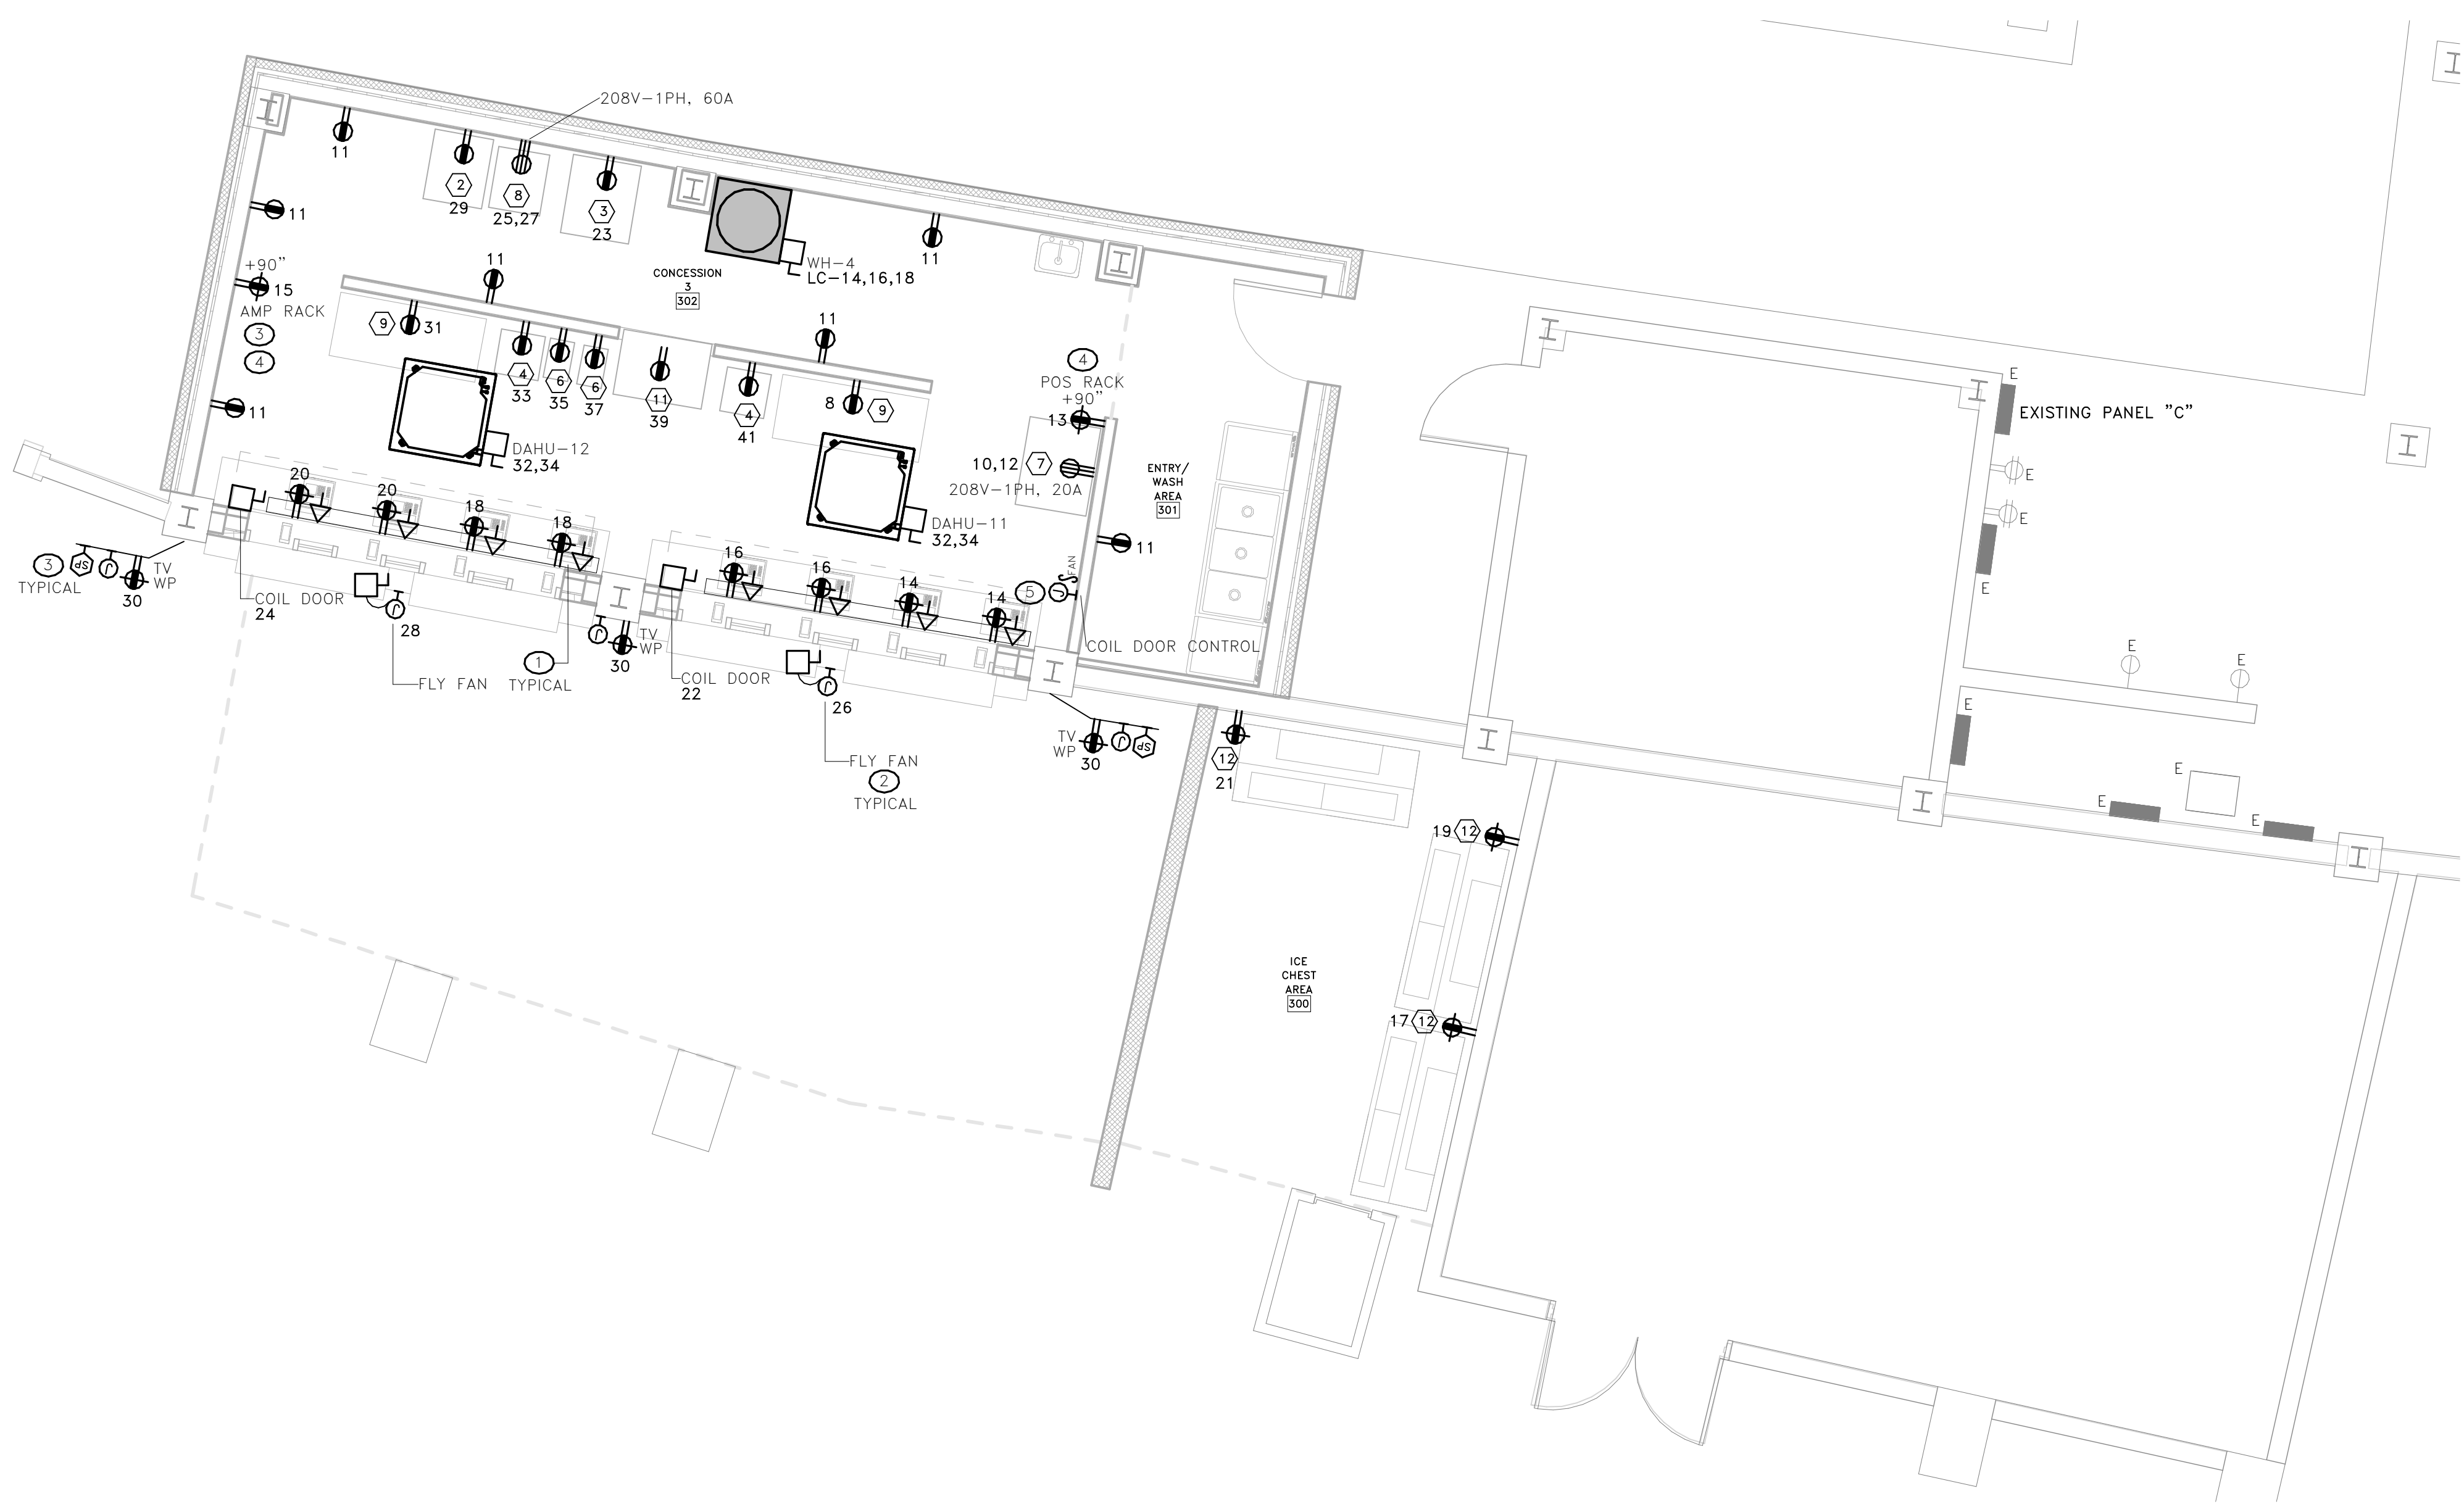 208V-1PH, 60A
11
2
29
8
25,27
3
23
11
11
WH-4
LC-14,16,18
CONCESSION
3
302
11
+90"
15
AMP RACK
3
4
11
9
31
4
33
6
35
6
37
11
39
11
4
41
8
9
4
POS RACK
+90"
13
10,12
7
208V-1PH, 20A
ENTRY/
WASH
AREA
301
11
E
EXISTING PANEL "C"
E
E
E
11
DAHU-12
32,34
DAHU-11
32,34
20
20
18
18
16
16
14
14
5
J
S
FAN
COIL DOOR CONTROL
3
SP
J
TV
WP
TYPICAL
30
COIL DOOR
24
J
28
FLY FAN
1
TYPICAL
J
TV
WP
30
COIL DOOR
22
J
26
FLY FAN
2
TYPICAL
TV
WP
J
SP
30
12
21
19
12
17
12
ICE
CHEST
AREA
300
E
E
E
E
E
E